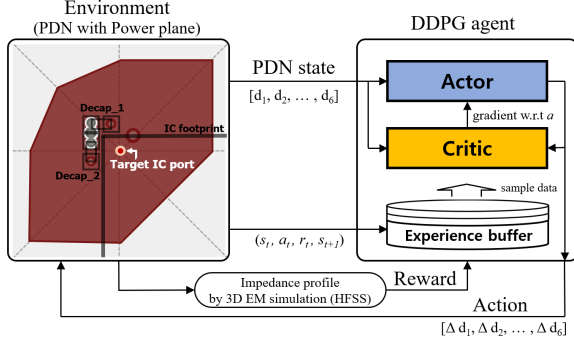 Environment
(PDN with Power plane)
Decap_1
IC footprint
Target IC port
Decap_2
PDN state
[d₁, d₂, … , d₆]
(sₜ, aₜ, rₜ, sₜ₊₁)
DDPG agent
Actor
gradient w.r.t a
Critic
sample data
Experience buffer
Impedance profile
by 3D EM simulation (HFSS)
Reward
Action
[Δ d₁, Δ d₂, … , Δ d₆]